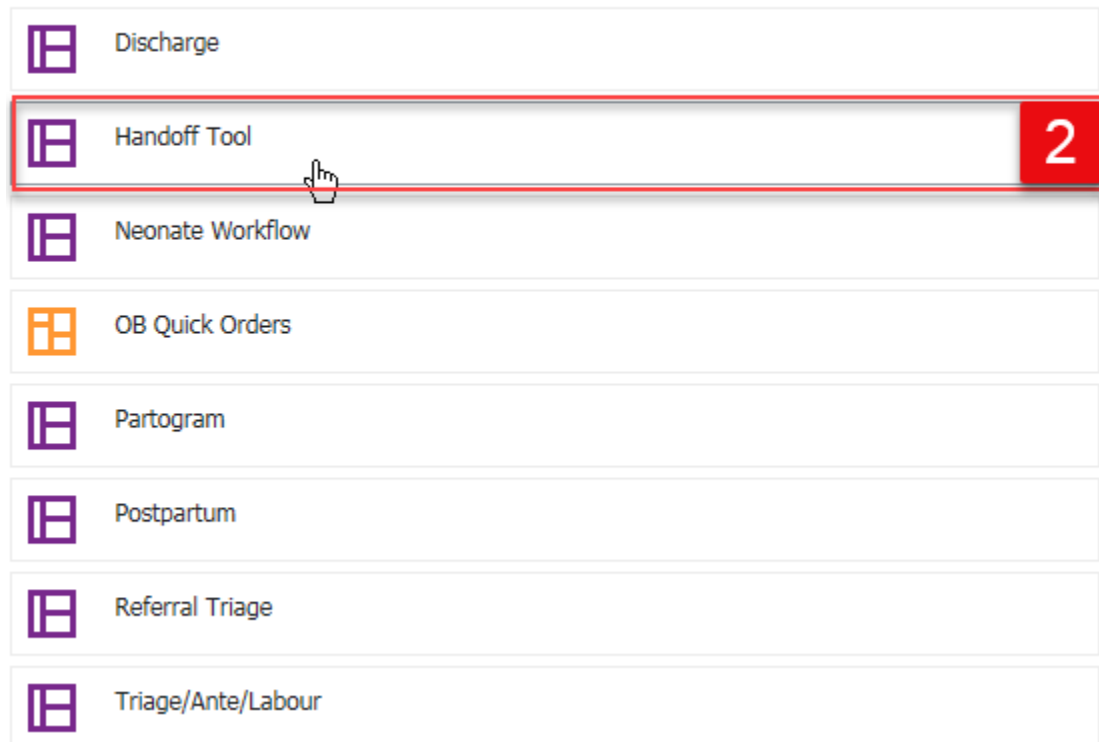 Discharge
Handoff Tool
2
Neonate Workflow
OB Quick Orders
Partogram
Postpartum
Referral Triage
Triage/Ante/Labour